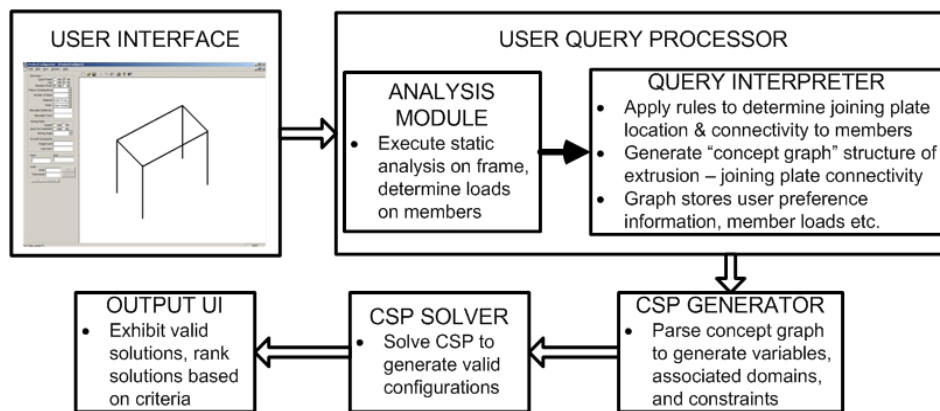 USER INTERFACE
USER QUERY PROCESSOR
ANALYSIS
MODULE
• Execute static
analysis on frame,
determine loads
on members
QUERY INTERPRETER
• Apply rules to determine joining plate
location & connectivity to members
• Generate “concept graph” structure of
extrusion – joining plate connectivity
• Graph stores user preference
information, member loads etc.
OUTPUT UI
• Exhibit valid
solutions, rank
solutions based
on criteria
CSP SOLVER
• Solve CSP to
generate valid
configurations
CSP GENERATOR
• Parse concept graph
to generate variables,
associated domains,
and constraints